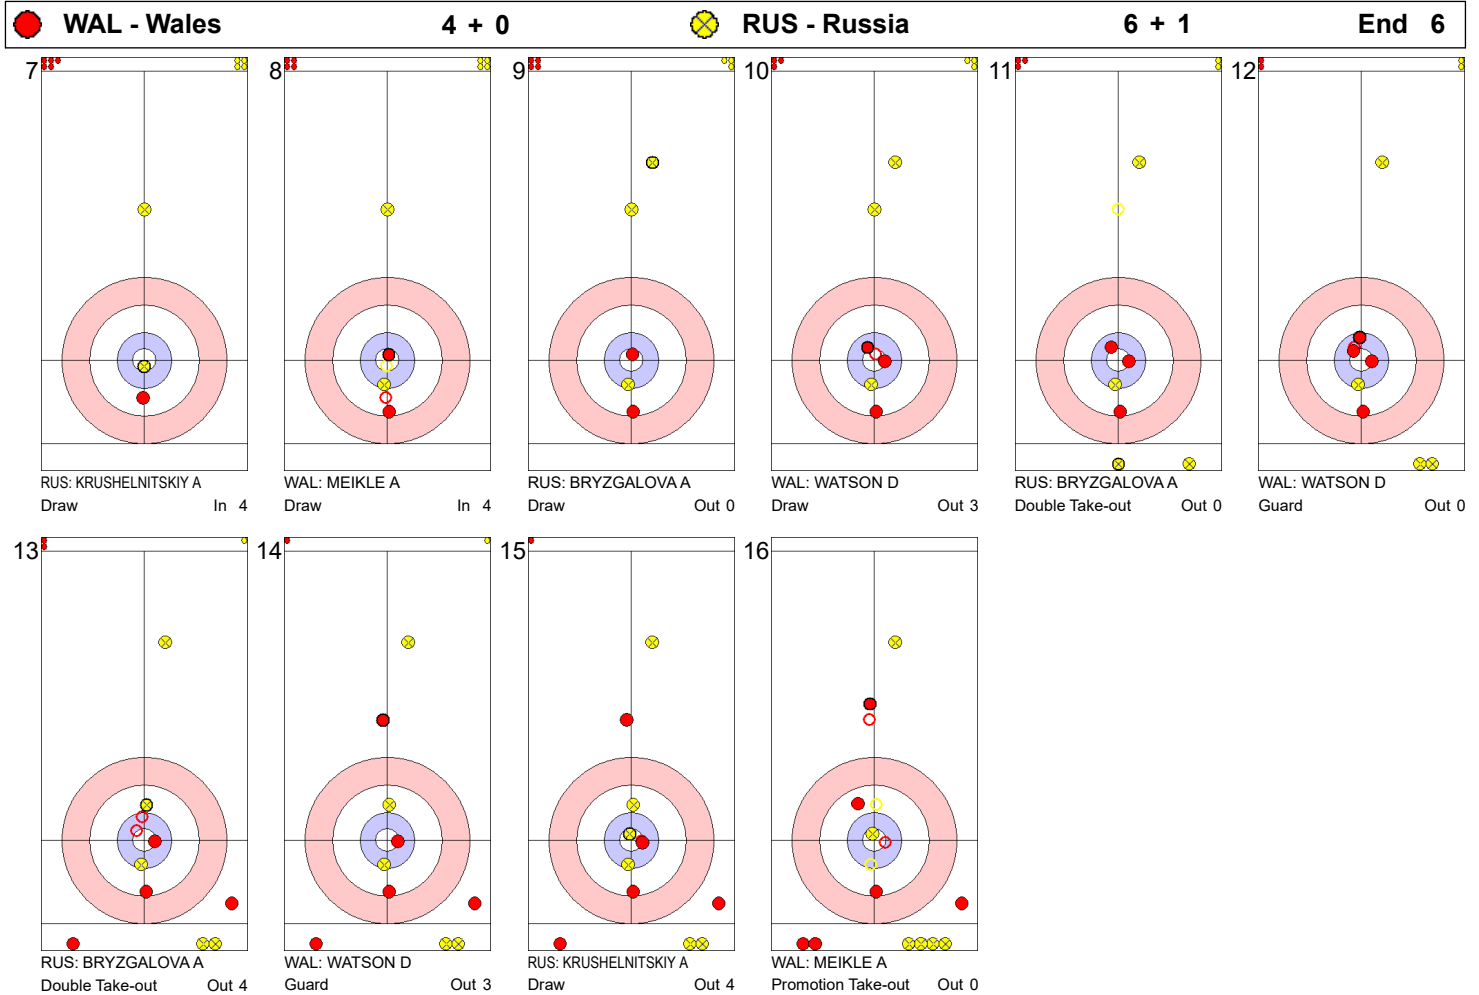 WAL - Wales 4 + 0 RUS - Russia 6 + 1 End 6
7 8 9 10 11 12
RUS: KRUSHELNITSKIY A WAL: MEIKLE A RUS: BRYZGALOVA A WAL: WATSON D RUS: BRYZGALOVA A WAL: WATSON D
Draw In 4 Draw In 4 Draw Out 0 Draw Out 3 Double Take-out Out 0 Guard Out 0
13 14 15 16
RUS: BRYZGALOVA A WAL: WATSON D RUS: KRUSHELNITSKIY A WAL: MEIKLE A
Double Take-out Out 4 Guard Out 3 Draw Out 4 Promotion Take-out Out 0